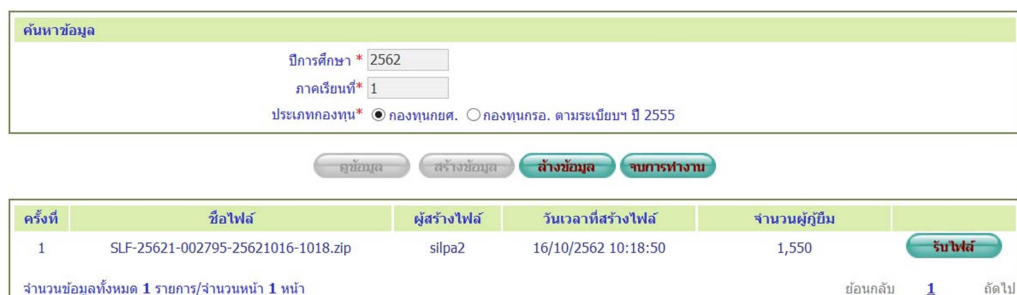 ค้นหาข้อมูล
ปีการศึกษา * 2562
ภาคเรียนที่* 1
ประเภทกองทุน* กองทุนกยศ. กองทุนกรอ. ตามระเบียบฯ ปี 2555
ดูข้อมูล สร้างข้อมูล ล้างข้อมูล จบการทำงาน
ครั้งที่ ชื่อไฟล์ ผู้สร้างไฟล์ วันเวลาที่สร้างไฟล์ จำนวนผู้กู้ยืม
1 SLF-25621-002795-25621016-1018.zip silpa2 16/10/2562 10:18:50 1,550 รับไฟล์
จำนวนข้อมูลทั้งหมด 1 รายการ/จำนวนหน้า 1 หน้า ย้อนกลับ 1 ถัดไป